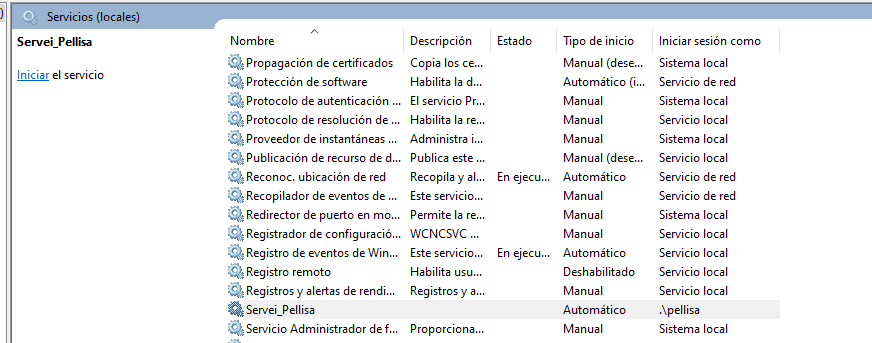 )
Servicios (locales)
Servei_Pellisa
Iniciar el servicio
Nombre Descripción Estado Tipo de inicio Iniciar sesión como
Propagación de certificados Copia los ce... Manual (dese... Sistema local
Protección de software Habilita la d... Automático (i... Servicio de red
Protocolo de autenticación ... El servicio Pr... Manual Sistema local
Protocolo de resolución de ... Habilita la re... Manual Servicio local
Proveedor de instantáneas ... Administra i... Manual Sistema local
Publicación de recurso de d... Publica este ... Manual (dese... Servicio local
Reconoc. ubicación de red Recopila y al... En ejecu... Automático Servicio de red
Recopilador de eventos de ... Este servicio... Manual Servicio de red
Redirector de puerto en mo... Permite la re... Manual Sistema local
Registrador de configuració... WCNCSVC ... Manual Servicio local
Registro de eventos de Win... Este servicio... En ejecu... Automático Servicio local
Registro remoto Habilita usu... Deshabilitado Servicio local
Registros y alertas de rendi... Registros y a... Manual Servicio local
Servei_Pellisa Automático .\pellisa
Servicio Administrador de f... Proporciona... Manual Sistema local